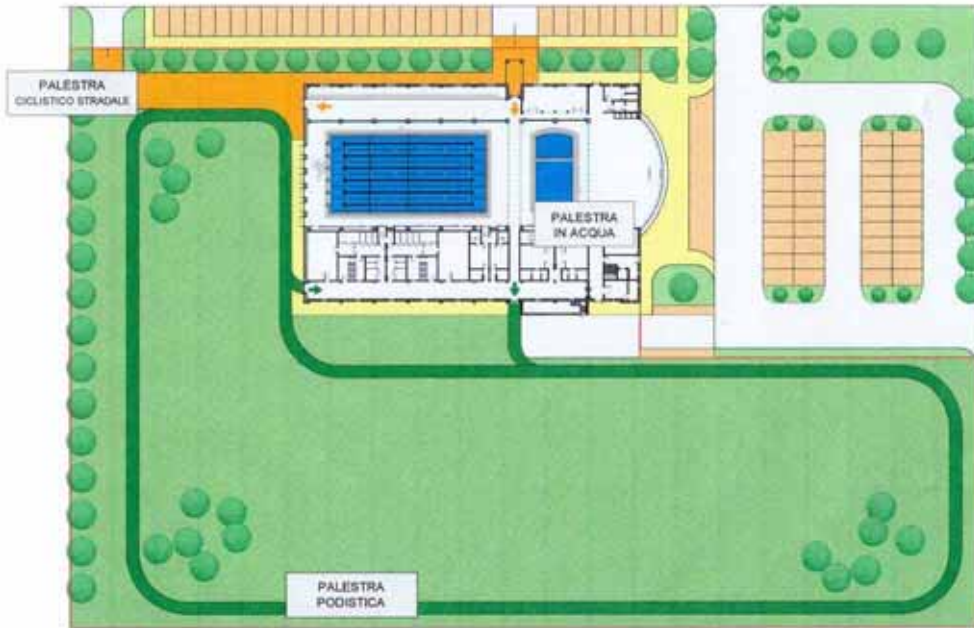 PALESTRA
CICLISTICO STRADALE
PALESTRA
IN ACQUA
PALESTRA
PODISTICA